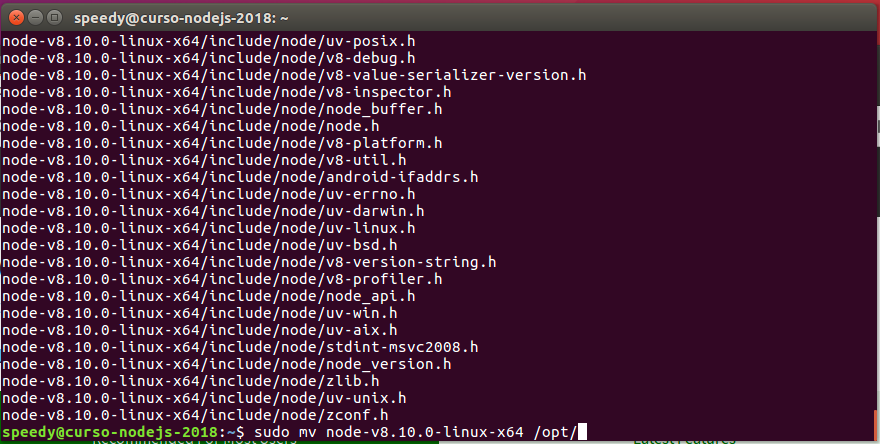 speedy@curso-nodejs-2018: ~
node-v8.10.0-linux-x64/include/node/uv-posix.h
node-v8.10.0-linux-x64/include/node/v8-debug.h
node-v8.10.0-linux-x64/include/node/v8-value-serializer-version.h
node-v8.10.0-linux-x64/include/node/v8-inspector.h
node-v8.10.0-linux-x64/include/node/node_buffer.h
node-v8.10.0-linux-x64/include/node/node.h
node-v8.10.0-linux-x64/include/node/v8-platform.h
node-v8.10.0-linux-x64/include/node/v8-util.h
node-v8.10.0-linux-x64/include/node/android-ifaddrs.h
node-v8.10.0-linux-x64/include/node/uv-errno.h
node-v8.10.0-linux-x64/include/node/uv-darwin.h
node-v8.10.0-linux-x64/include/node/uv-linux.h
node-v8.10.0-linux-x64/include/node/uv-bsd.h
node-v8.10.0-linux-x64/include/node/v8-version-string.h
node-v8.10.0-linux-x64/include/node/v8-profiler.h
node-v8.10.0-linux-x64/include/node/node_api.h
node-v8.10.0-linux-x64/include/node/uv-win.h
node-v8.10.0-linux-x64/include/node/uv-aix.h
node-v8.10.0-linux-x64/include/node/stdint-msvc2008.h
node-v8.10.0-linux-x64/include/node/node_version.h
node-v8.10.0-linux-x64/include/node/zlib.h
node-v8.10.0-linux-x64/include/node/uv-unix.h
node-v8.10.0-linux-x64/include/node/zconf.h
speedy@curso-nodejs-2018:~$ sudo mv node-v8.10.0-linux-x64 /opt/
Recommended For Most Users Latest Features